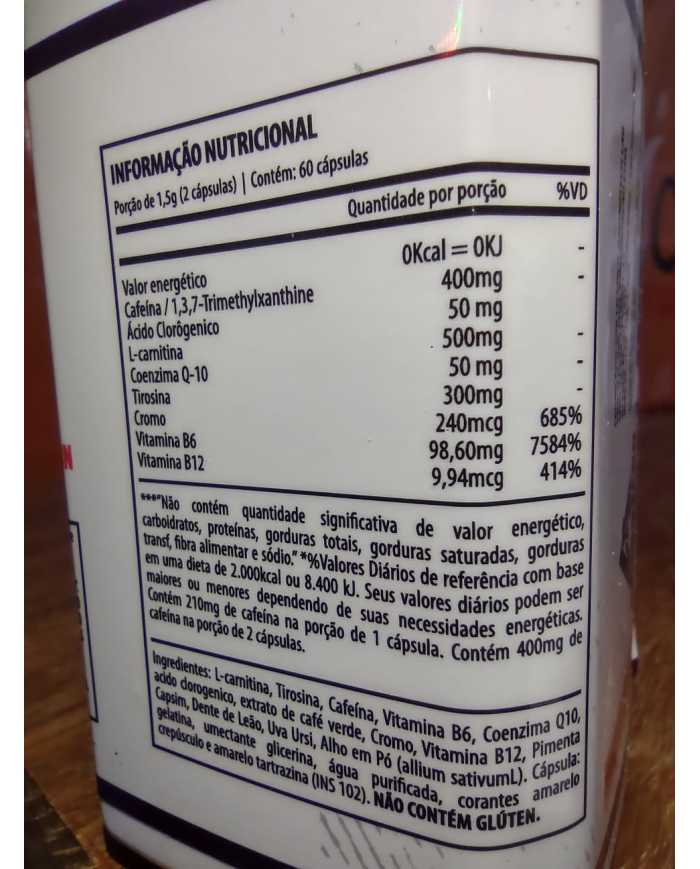 INFORMAÇÃO NUTRICIONAL
Porção de 1,5g (2 cápsulas) | Contém: 60 cápsulas
Quantidade por porção %VD
Valor energético 0Kcal = 0KJ -
Cafeína / 1,3,7-Trimethylxanthine 400mg -
Ácido Clorôgenico 50 mg
L-carnitina 500mg -
Coenzima Q-10 50 mg -
Tirosina 300mg -
Cromo 240mcg 685%
Vitamina B6 98,60mg 7584%
Vitamina B12 9,94mcg 414%
***"Não contém quantidade significativa de valor energético,
carboidratos, proteínas, gorduras totais, gorduras saturadas, gorduras
transf, fibra alimentar e sódio." *%Valores Diários de referência com base
em uma dieta de 2.000kcal ou 8.400 kJ. Seus valores diários podem ser
maiores ou menores dependendo de suas necessidades energéticas.
Contém 210mg de cafeína na porção de 1 cápsula. Contém 400mg de
cafeína na porção de 2 cápsulas.
Ingredientes: L-carnitina, Tirosina, Cafeína, Vitamina B6, Coenzima Q10,
acido clorogenico, extrato de café verde, Cromo, Vitamina B12, Pimenta
Capsim, Dente de Leão, Uva Ursi, Alho em Pó (allium sativumL). Cápsula:
gelatina, umectante glicerina, água purificada, corantes amarelo
crepúsculo e amarelo tartrazina (INS 102). NÃO CONTÉM GLÚTEN.
N